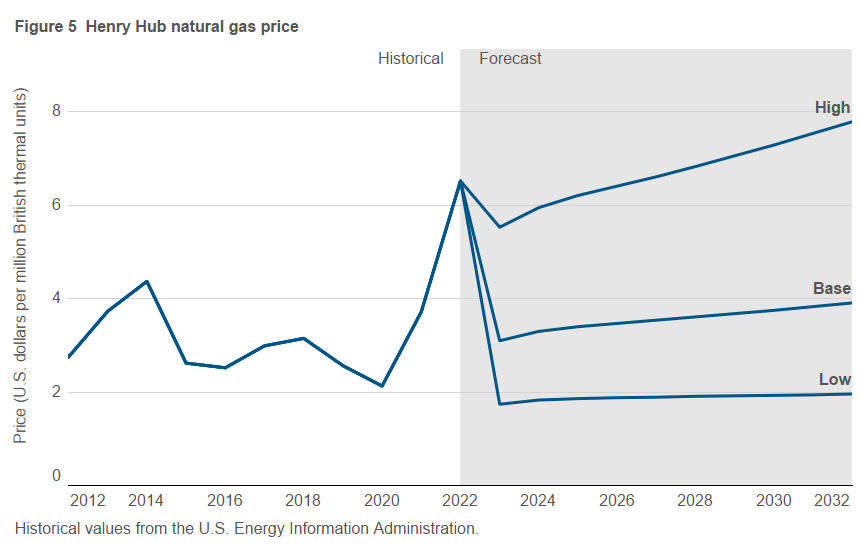 Figure 5  Henry Hub natural gas price
Historical
Forecast
Price (U.S. dollars per million British thermal units)
8
6
4
2
0
High
Base
Low
2012 2014 2016 2018 2020 2022 2024 2026 2028 2030 2032
Historical values from the U.S. Energy Information Administration.